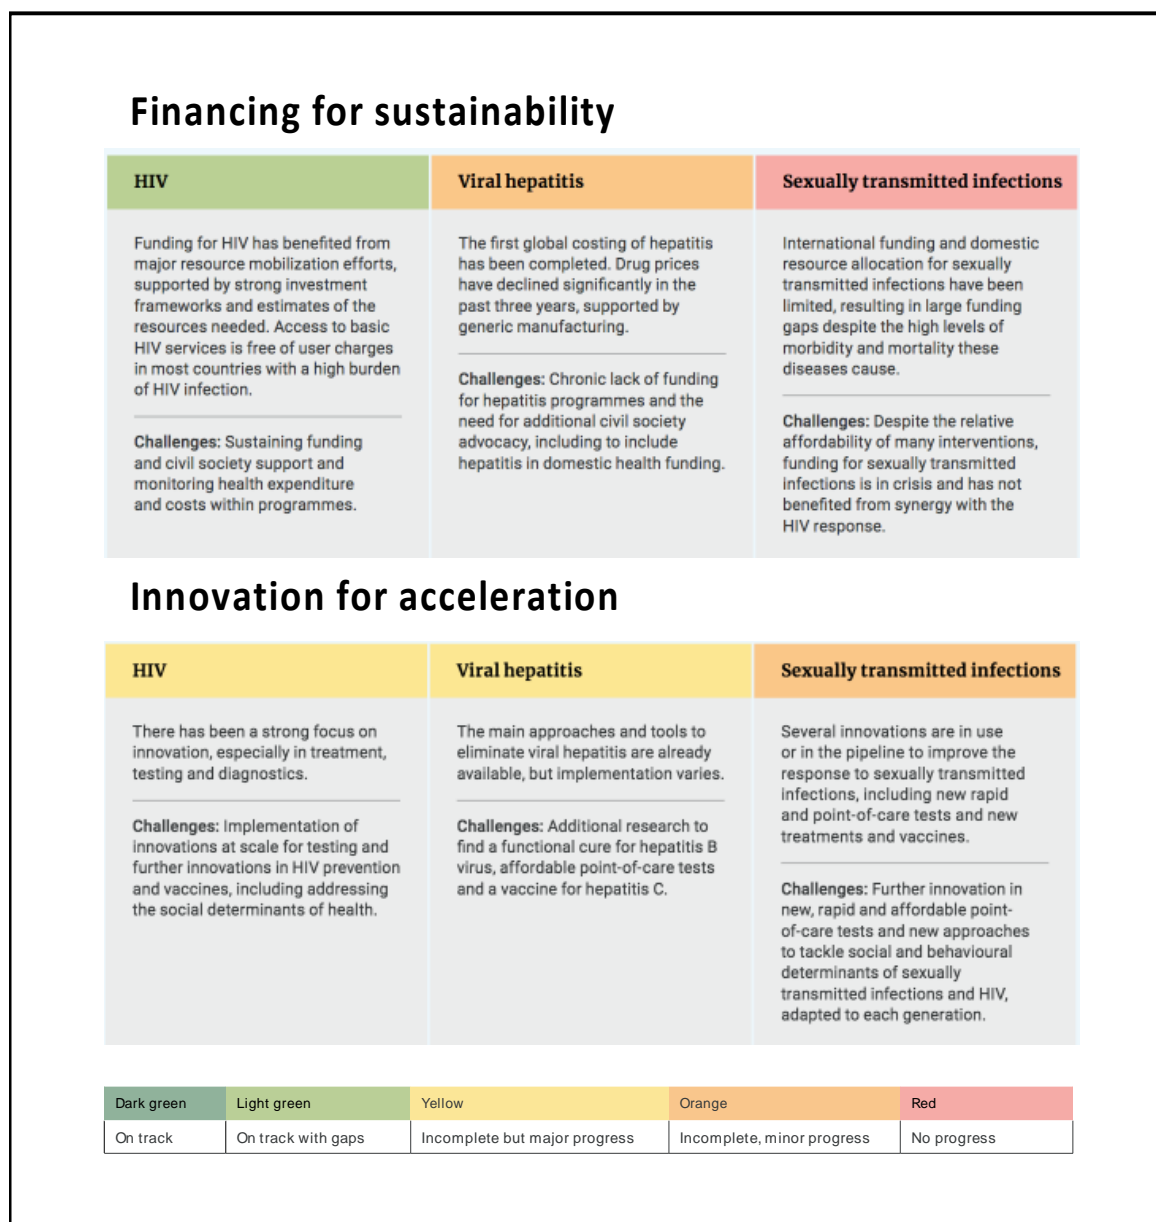 Financing for sustainability
HIV
Funding for HIV has benefited from
major resource mobilization efforts,
supported by strong investment
frameworks and estimates of the
resources needed. Access to basic
HIV services is free of user charges
in most countries with a high burden
of HIV infection.
Challenges: Sustaining funding
and civil society support and
monitoring health expenditure
and costs within programmes.
Viral hepatitis
The first global costing of hepatitis
has been completed. Drug prices
have declined significantly in the
past three years, supported by
generic manufacturing.
Challenges: Chronic lack of funding
for hepatitis programmes and the
need for additional civil society
advocacy, including to include
hepatitis in domestic health funding.
Sexually transmitted infections
International funding and domestic
resource allocation for sexually
transmitted infections have been
limited, resulting in large funding
gaps despite the high levels of
morbidity and mortality these
diseases cause.
Challenges: Despite the relative
affordability of many interventions,
funding for sexually transmitted
infections is in crisis and has not
benefited from synergy with the
HIV response.
Innovation for acceleration
HIV
There has been a strong focus on
innovation, especially in treatment,
testing and diagnostics.
Challenges: Implementation of
innovations at scale for testing and
further innovations in HIV prevention
and vaccines, including addressing
the social determinants of health.
Viral hepatitis
The main approaches and tools to
eliminate viral hepatitis are already
available, but implementation varies.
Challenges: Additional research to
find a functional cure for hepatitis B
virus, affordable point-of-care tests
and a vaccine for hepatitis C.
Sexually transmitted infections
Several innovations are in use
or in the pipeline to improve the
response to sexually transmitted
infections, including new rapid
and point-of-care tests and new
treatments and vaccines.
Challenges: Further innovation in
new, rapid and affordable point-
of-care tests and new approaches
to tackle social and behavioural
determinants of sexually
transmitted infections and HIV,
adapted to each generation.
Dark green Light green Yellow Orange Red
On track On track with gaps Incomplete but major progress Incomplete, minor progress No progress